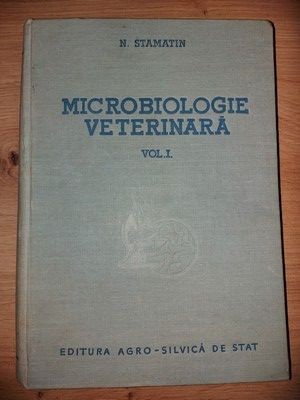 N. STAMATIN
MICROBIOLOGIE
VETERINARĂ
VOL.I.
EDITURA AGRO-SILVICĂ DE STAT